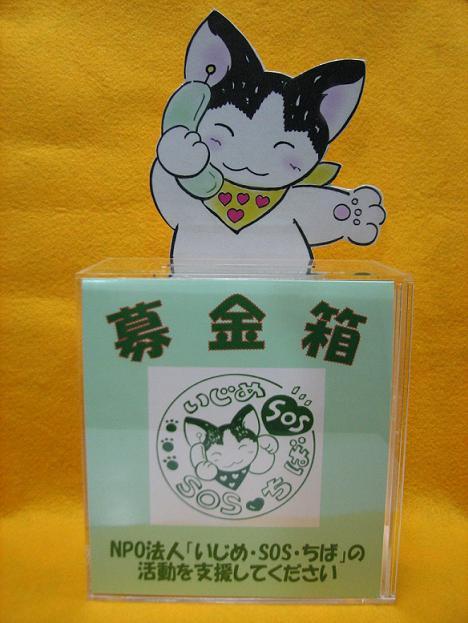 募金箱
いじめ
SOS
SOS♥ちば
NPO法人「いじめ・SOS・ちば」の
活動を支援してください